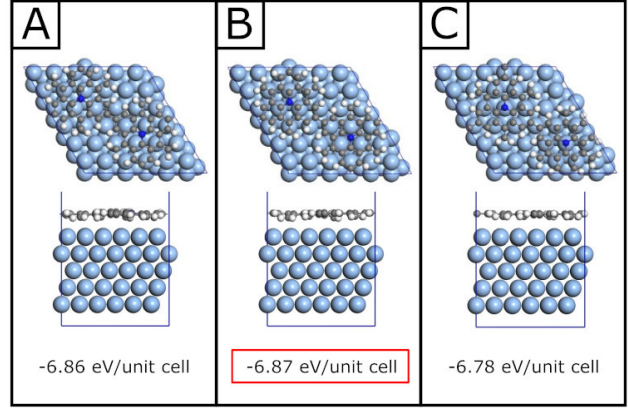 A
B
C
-6.86 eV/unit cell
-6.87 eV/unit cell
-6.78 eV/unit cell